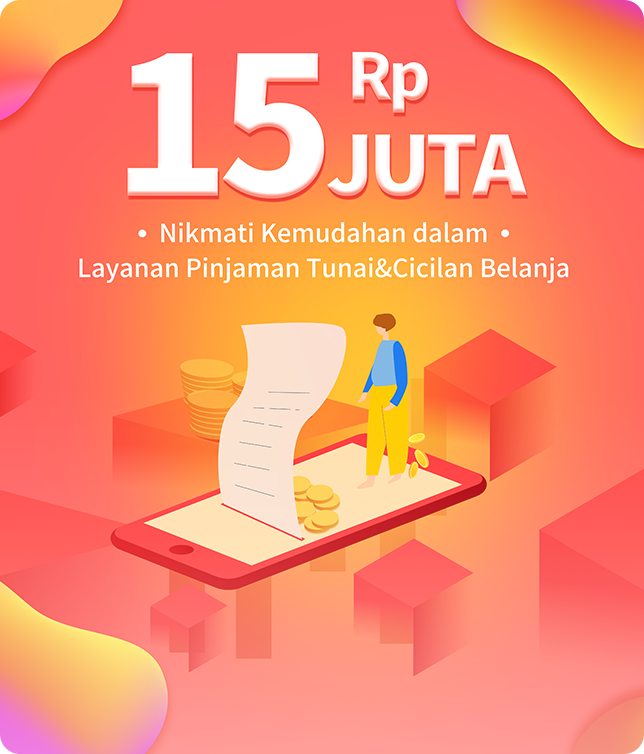 15 Rp
JUTA
• Nikmati Kemudahan dalam •
Layanan Pinjaman Tunai&Cicilan Belanja